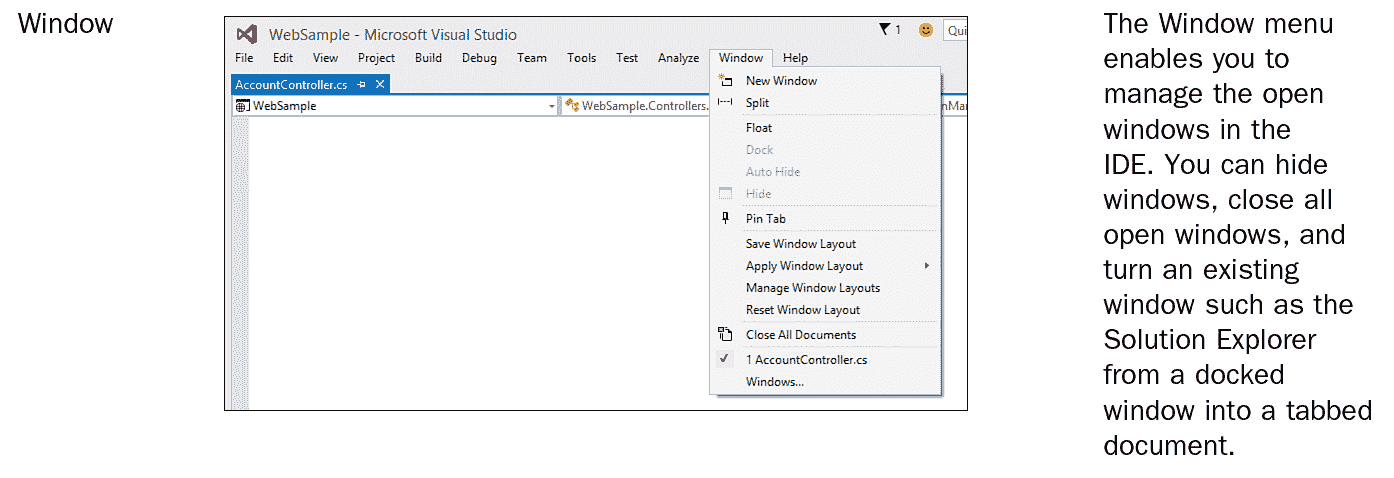 Window
WebSample - Microsoft Visual Studio
1
Qui
File Edit View Project Build Debug Team Tools Test Analyze Window Help
AccountController.cs
WebSample
WebSample.Controllers.
nMar
New Window
Split
Float
Dock
Auto Hide
Hide
Pin Tab
Save Window Layout
Apply Window Layout
Manage Window Layouts
Reset Window Layout
Close All Documents
1 AccountController.cs
Windows...
The Window menu
enables you to
manage the open
windows in the
IDE. You can hide
windows, close all
open windows, and
turn an existing
window such as the
Solution Explorer
from a docked
window into a tabbed
document.